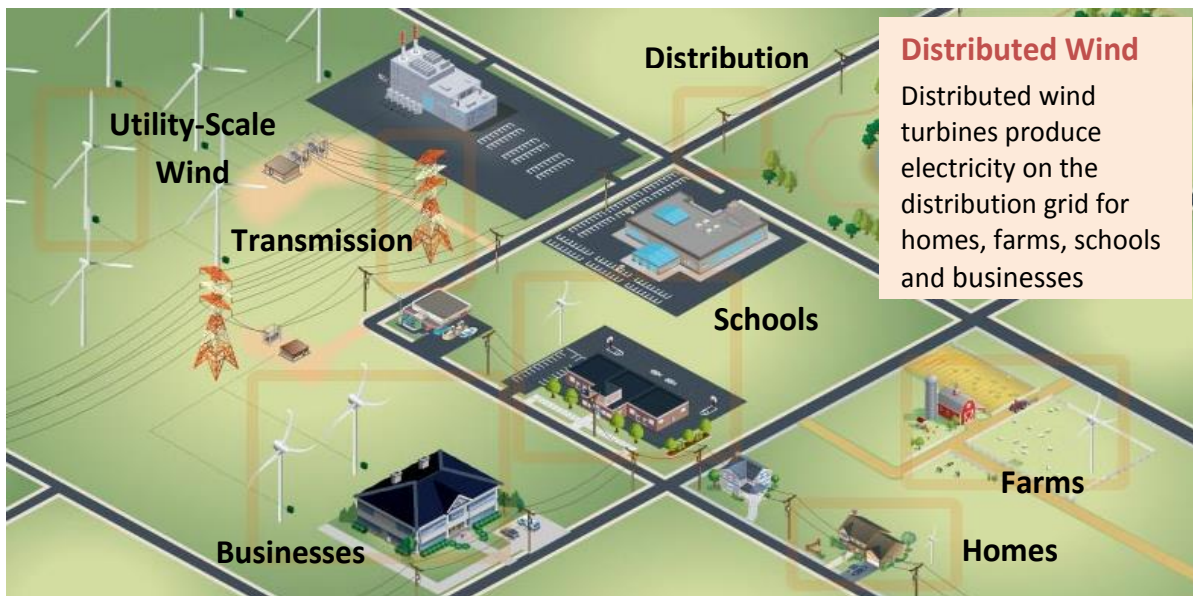 Distribution
Distributed Wind
Distributed wind
turbines produce
electricity on the
distribution grid for
homes, farms, schools
and businesses
Utility-Scale
Wind
Transmission
Schools
Farms
Businesses
Homes